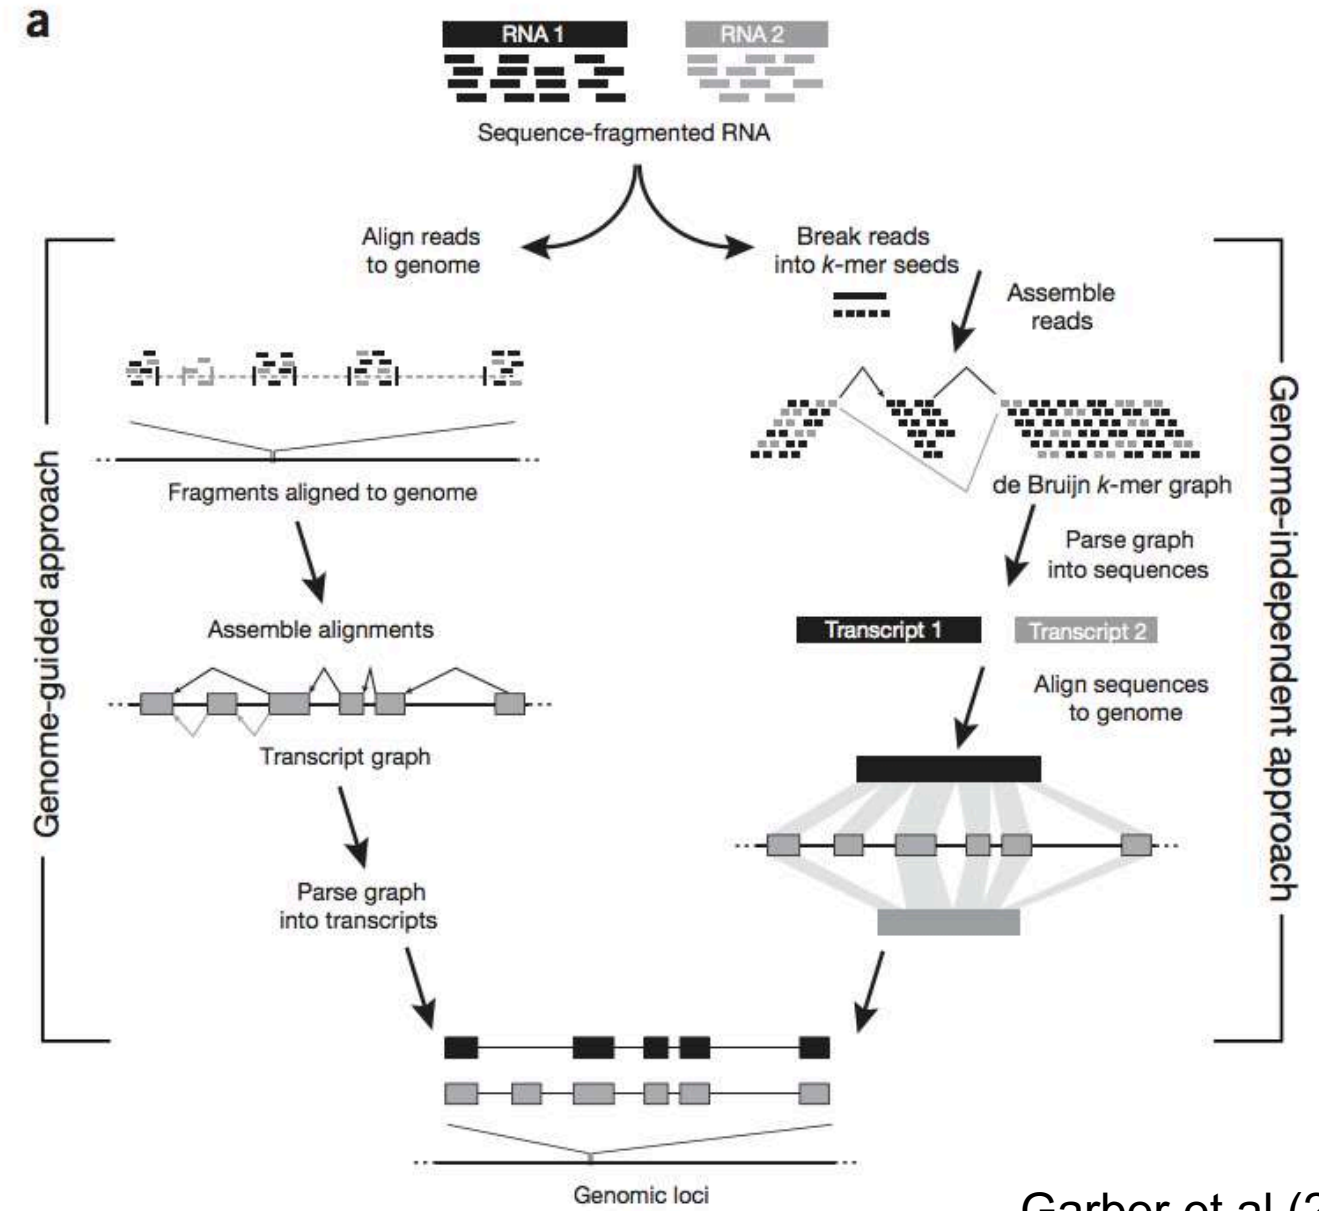 a
RNA 1
RNA 2
Sequence-fragmented RNA
Align reads
to genome
Break reads
into k-mer seeds
Assemble
reads
Fragments aligned to genome
de Bruijn k-mer graph
Assemble alignments
Parse graph
into sequences
Transcript 1
Transcript 2
Transcript graph
Align sequences
to genome
Parse graph
into transcripts
Genomic loci
Genome-guided approach
Genome-independent approach
Garber et al (2